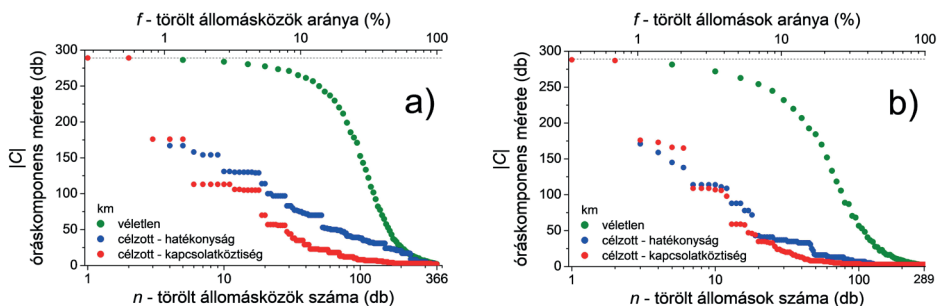 f - törölt állomásközök aránya (%)
1 10 100
300
250
200
150
100
50
0
óráskomponens mérete (db)
|C|
a)
km
véletlen
célzott - hatékonyság
célzott - kapcsolatköztiség
1 10 100 366
n - törölt állomásközök száma (db)
f - törölt állomások aránya (%)
1 10 100
300
250
200
150
100
50
0
óráskomponens mérete (db)
|C|
b)
km
véletlen
célzott - hatékonyság
célzott - kapcsolatköztiség
1 10 100 289
n - törölt állomások száma (db)